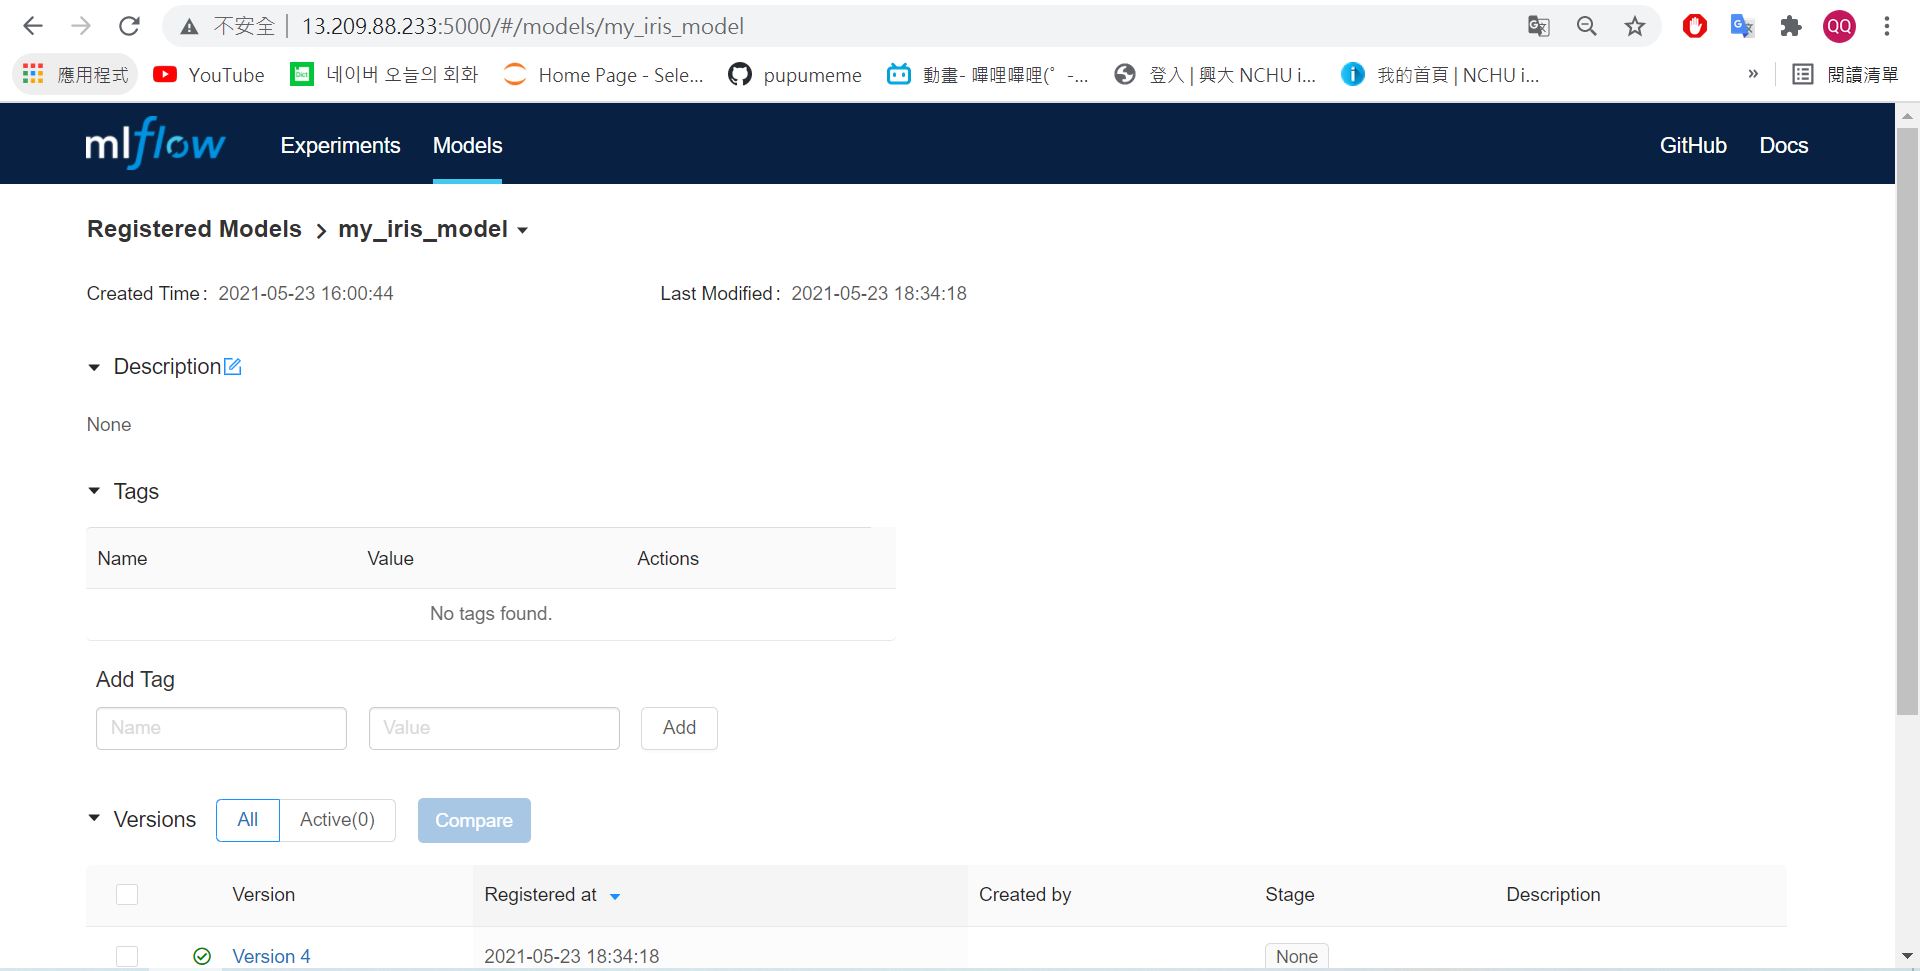 不安全 13.209.88.233:5000/#/models/my_iris_model QQ
應用程式 YouTube 네이버 오늘의 회화 Home Page - Sele... pupumeme 動畫- 嗶哩嗶哩(゜-... 登入 | 興大 NCHU i... 我的首頁 | NCHU i... » 閱讀清單
mlflow Experiments Models GitHub Docs
Registered Models > my_iris_model
Created Time: 2021-05-23 16:00:44 Last Modified: 2021-05-23 18:34:18
Description
None
Tags
Name Value Actions
No tags found.
Add Tag
Name Value Add
Versions All Active(0) Compare
Version Registered at Created by Stage Description
Version 4 2021-05-23 18:34:18 None